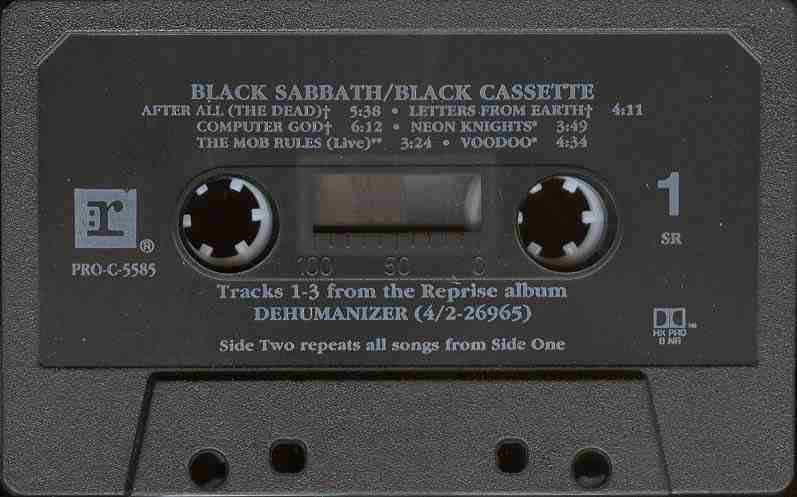 BLACK SABBATH/BLACK CASSETTE
AFTER ALL (THE DEAD)† 5:38 • LETTERS FROM EARTH† 4:11
COMPUTER GOD† 6:12 • NEON KNIGHTS* 3:49
THE MOB RULES (Live)** 3:24 • VOODOO* 4:34
r ®
PRO-C-5585
1
SR
100 50 0
Tracks 1-3 from the Reprise album
DEHUMANIZER (4/2-26965)
Side Two repeats all songs from Side One
HX PRO
B NR